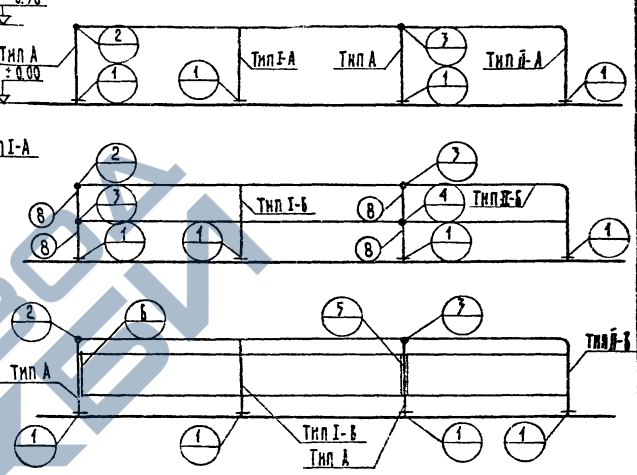 0.90
2
3
Тип А
Тип I-А
Тип А
Тип II-А
± 0.00
1
1
1
1
I-А
2
3
8
3
Тип I-Б
8
4
Тип II-Б
8
1
1
8
1
1
2
6
5
3
Тип II-В
Тип А
1
1
Тип I-В
1
1
Тип А
ВОД
ЖБИ